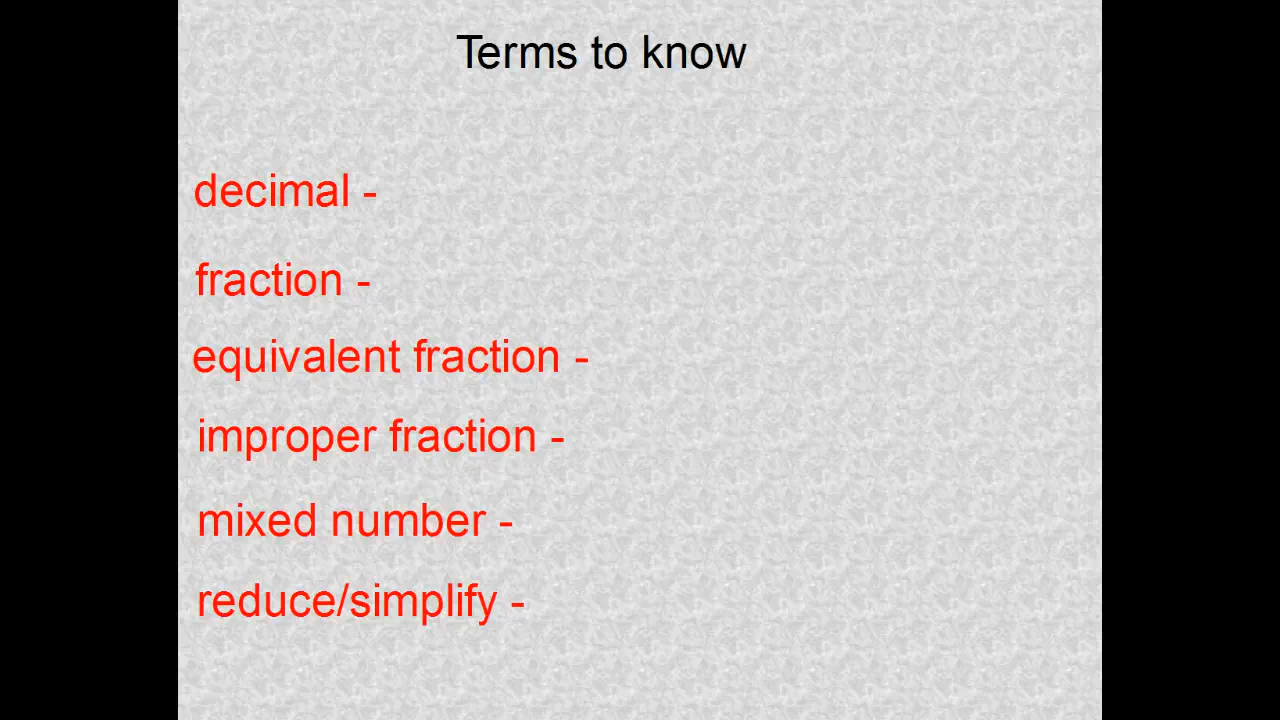 Terms to know
decimal -
fraction -
equivalent fraction -
improper fraction -
mixed number -
reduce/simplify -